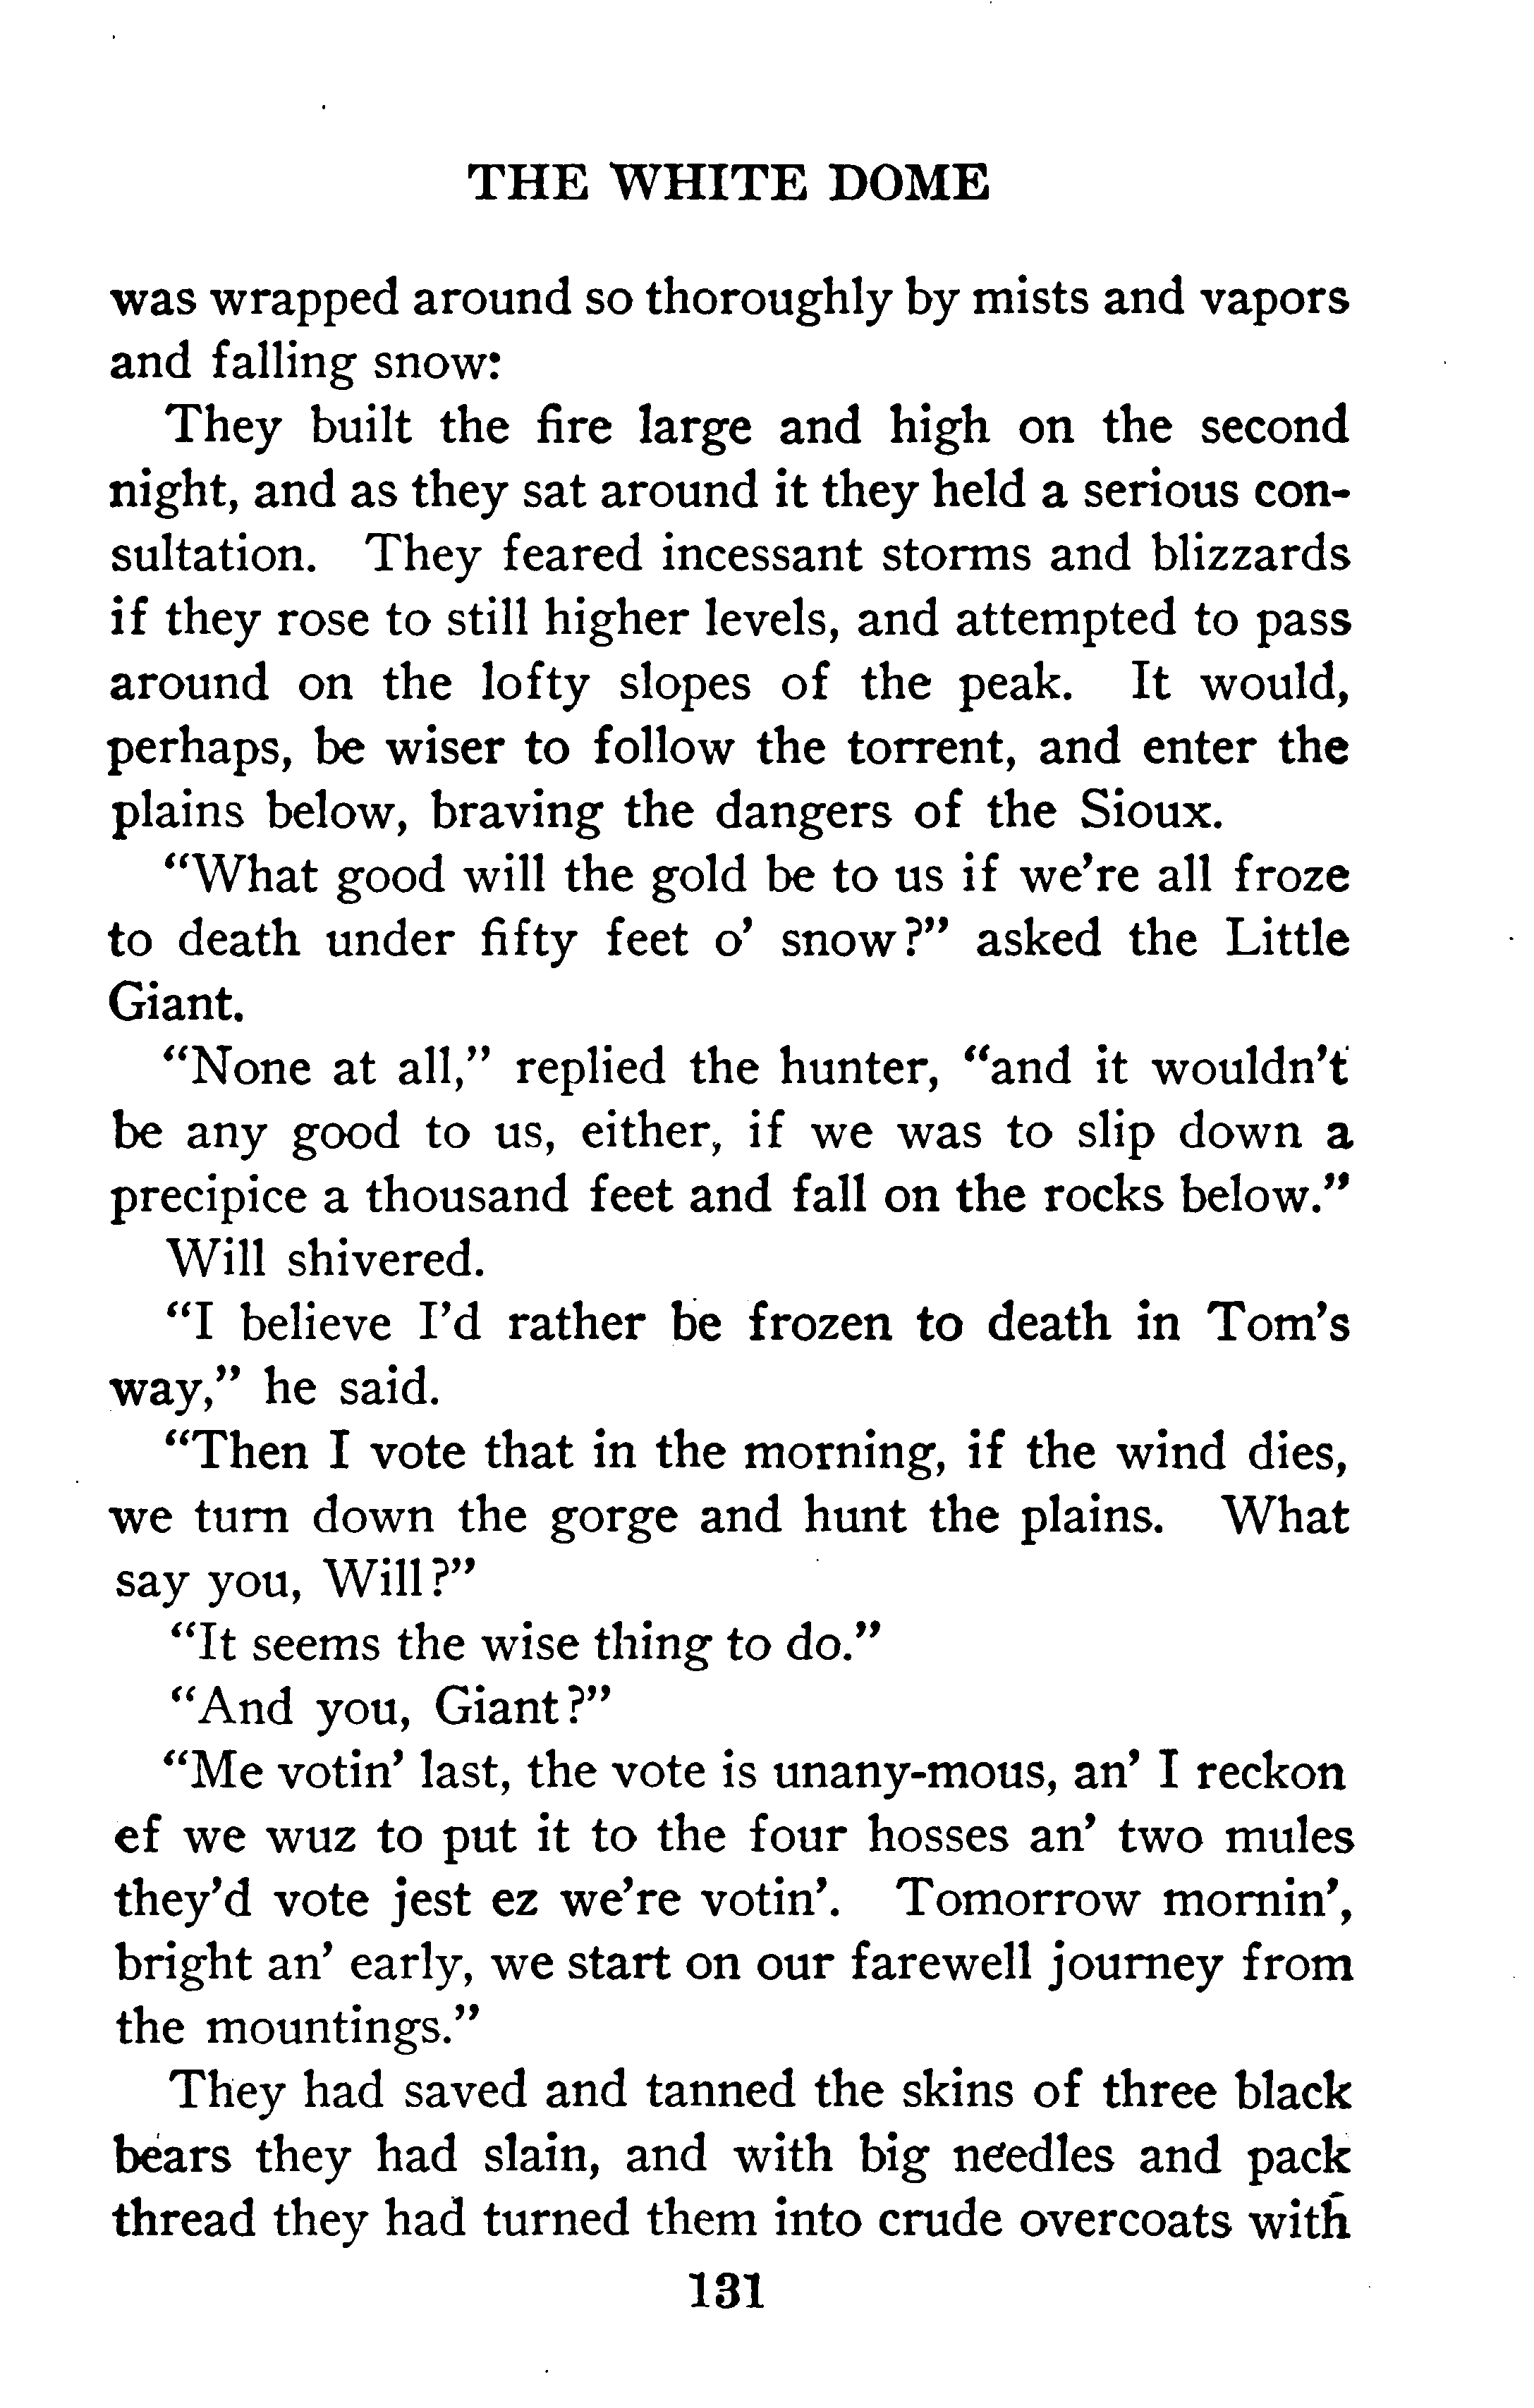 THE WHITE DOME
was wrapped around so thoroughly by mists and vapors
and falling snow:
They built the fire large and high on the second
night, and as they sat around it they held a serious con-
sultation. They feared incessant storms and blizzards
if they rose to still higher levels, and attempted to pass
around on the lofty slopes of the peak. It would,
perhaps, be wiser to follow the torrent, and enter the
plains below, braving the dangers of the Sioux.
“What good will the gold be to us if we’re all froze
to death under fifty feet o’ snow?” asked the Little
Giant.
“None at all,” replied the hunter, “and it wouldn’t
be any good to us, either, if we was to slip down a
precipice a thousand feet and fall on the rocks below.”
Will shivered.
“I believe I’d rather be frozen to death in Tom’s
way,” he said.
“Then I vote that in the morning, if the wind dies,
we turn down the gorge and hunt the plains. What
say you, Will?”
“It seems the wise thing to do.”
“And you, Giant?”
“Me votin’ last, the vote is unany-mous, an’ I reckon
ef we wuz to put it to the four hosses an’ two mules
they’d vote jest ez we’re votin’. Tomorrow mornin’,
bright an’ early, we start on our farewell journey from
the mountings.”
They had saved and tanned the skins of three black
bears they had slain, and with big needles and pack
thread they had turned them into crude overcoats with
131